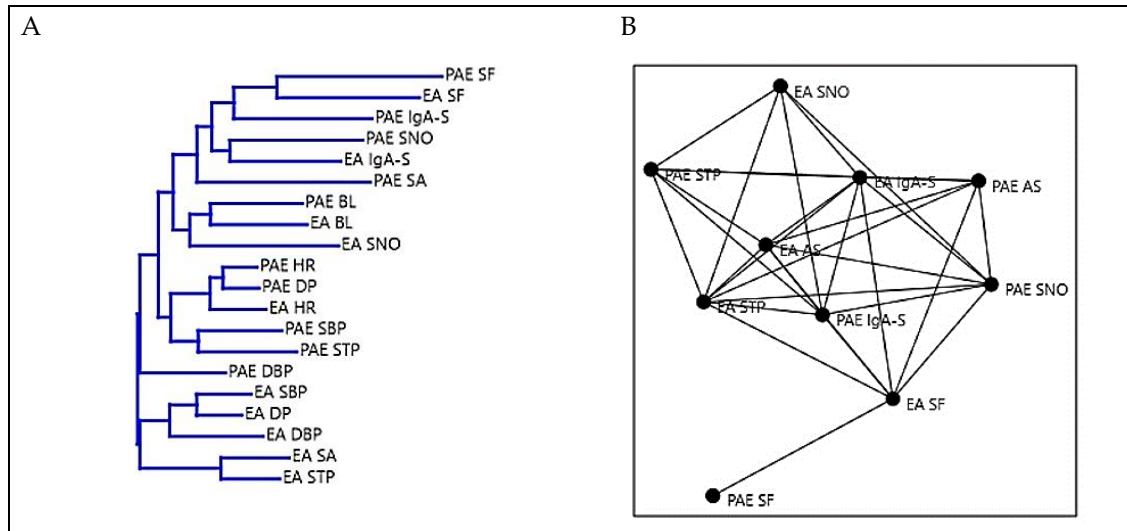 A
PAE SF
EA SF
PAE IgA-S
PAE SNO
EA IgA-S
PAE SA
PAE BL
EA BL
EA SNO
PAE HR
PAE DP
EA HR
PAE SBP
PAE STP
PAE DBP
EA SBP
EA DP
EA DBP
EA SA
EA STP
B
EA SNO
PAE STP
EA IgA-S
PAE AS
EA AS
PAE SNO
EA STP
PAE IgA-S
EA SF
PAE SF